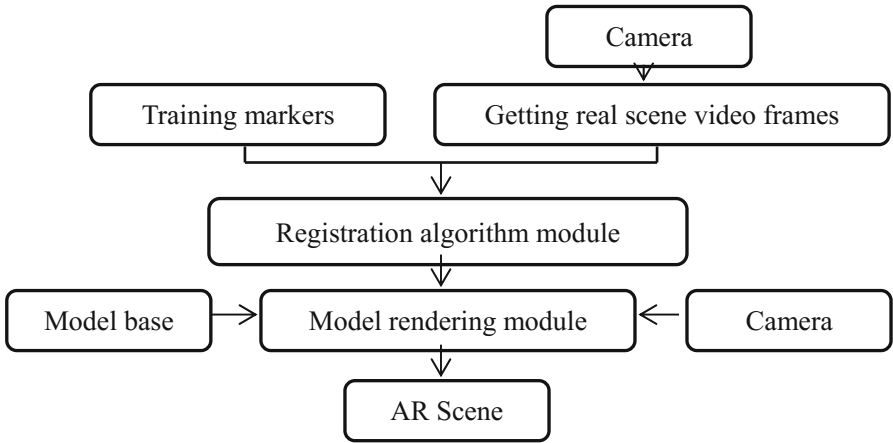 Camera
Training markers
Getting real scene video frames
Registration algorithm module
Model base
Model rendering module
Camera
AR Scene